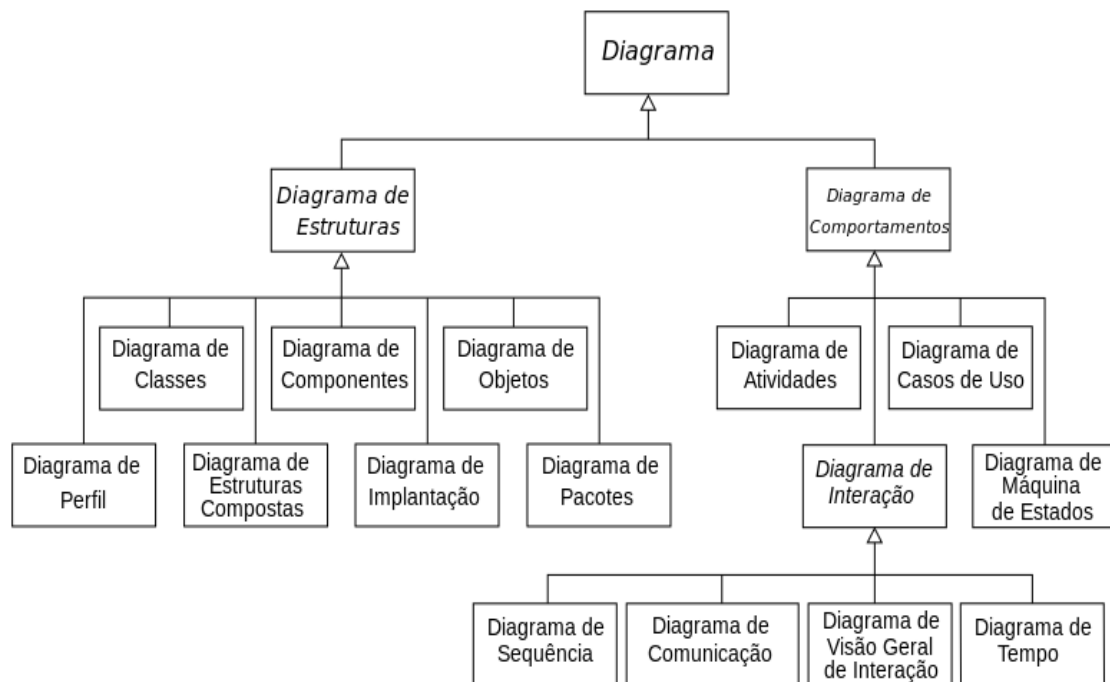 Diagrama
Diagrama de
Estruturas
Diagrama de
Comportamentos
Diagrama de
Classes
Diagrama de
Componentes
Diagrama de
Objetos
Diagrama de
Atividades
Diagrama de
Casos de Uso
Diagrama de
Perfil
Diagrama de
Estruturas
Compostas
Diagrama de
Implantação
Diagrama de
Pacotes
Diagrama de
Interação
Diagrama de
Máquina
de Estados
Diagrama de
Sequência
Diagrama de
Comunicação
Diagrama de
Visão Geral
de Interação
Diagrama de
Tempo